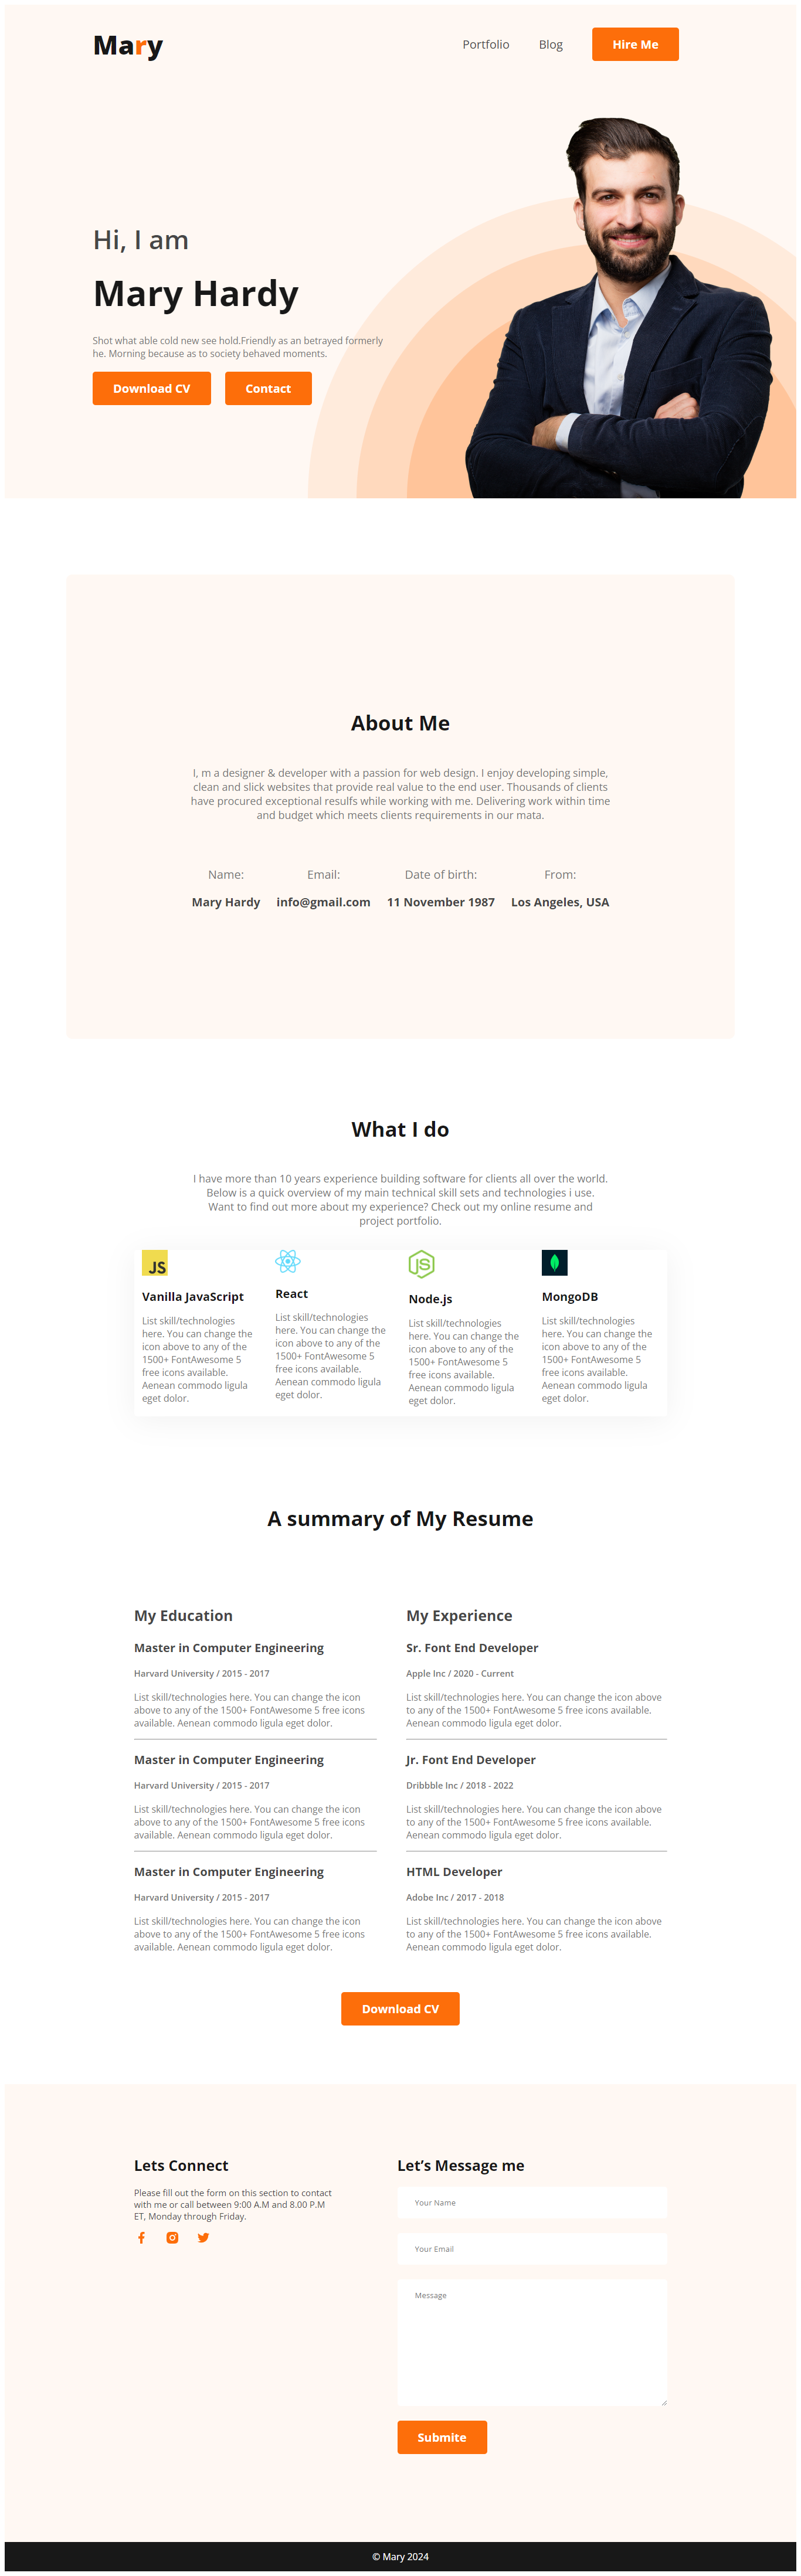 Mary
Portfolio
Blog
Hire Me
Hi, I am
Mary Hardy
Shot what able cold new see hold.Friendly as an betrayed formerly
he. Morning because as to society behaved moments.
Download CV
Contact
About Me
I, m a designer & developer with a passion for web design. I enjoy developing simple,
clean and slick websites that provide real value to the end user. Thousands of clients
have procured exceptional resulfs while working with me. Delivering work within time
and budget which meets clients requirements in our mata.
Name:
Mary Hardy
Email:
info@gmail.com
Date of birth:
11 November 1987
From:
Los Angeles, USA
What I do
I have more than 10 years experience building software for clients all over the world.
Below is a quick overview of my main technical skill sets and technologies i use.
Want to find out more about my experience? Check out my online resume and
project portfolio.
JS
Vanilla JavaScript
List skill/technologies
here. You can change the
icon above to any of the
1500+ FontAwesome 5
free icons available.
Aenean commodo ligula
eget dolor.
React
List skill/technologies
here. You can change the
icon above to any of the
1500+ FontAwesome 5
free icons available.
Aenean commodo ligula
eget dolor.
JS
Node.js
List skill/technologies
here. You can change the
icon above to any of the
1500+ FontAwesome 5
free icons available.
Aenean commodo ligula
eget dolor.
MongoDB
List skill/technologies
here. You can change the
icon above to any of the
1500+ FontAwesome 5
free icons available.
Aenean commodo ligula
eget dolor.
A summary of My Resume
My Education
Master in Computer Engineering
Harvard University / 2015 - 2017
List skill/technologies here. You can change the icon
above to any of the 1500+ FontAwesome 5 free icons
available. Aenean commodo ligula eget dolor.
Master in Computer Engineering
Harvard University / 2015 - 2017
List skill/technologies here. You can change the icon
above to any of the 1500+ FontAwesome 5 free icons
available. Aenean commodo ligula eget dolor.
Master in Computer Engineering
Harvard University / 2015 - 2017
List skill/technologies here. You can change the icon
above to any of the 1500+ FontAwesome 5 free icons
available. Aenean commodo ligula eget dolor.
My Experience
Sr. Font End Developer
Apple Inc / 2020 - Current
List skill/technologies here. You can change the icon above
to any of the 1500+ FontAwesome 5 free icons available.
Aenean commodo ligula eget dolor.
Jr. Font End Developer
Dribbble Inc / 2018 - 2022
List skill/technologies here. You can change the icon above
to any of the 1500+ FontAwesome 5 free icons available.
Aenean commodo ligula eget dolor.
HTML Developer
Adobe Inc / 2017 - 2018
List skill/technologies here. You can change the icon above
to any of the 1500+ FontAwesome 5 free icons available.
Aenean commodo ligula eget dolor.
Download CV
Lets Connect
Please fill out the form on this section to contact
with me or call between 9:00 A.M and 8.00 P.M
ET, Monday through Friday.
Let’s Message me
Your Name
Your Email
Message
Submite
© Mary 2024